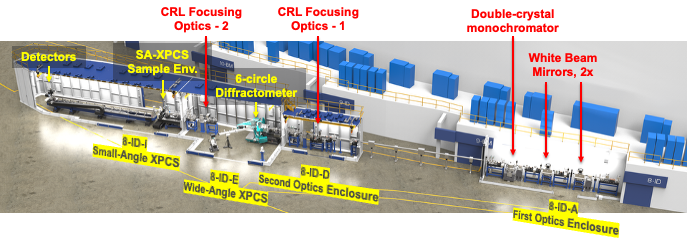 CRL Focusing
Optics - 2
CRL Focusing
Optics - 1
Double-crystal
monochromator
White Beam
Mirrors, 2x
Detectors
SA-XPCS
Sample Env.
6-circle
Diffractometer
8-ID-I
Small-Angle XPCS
8-ID-E
Wide-Angle XPCS
8-ID-D
Second Optics Enclosure
8-ID-A
First Optics Enclosure
8-ID